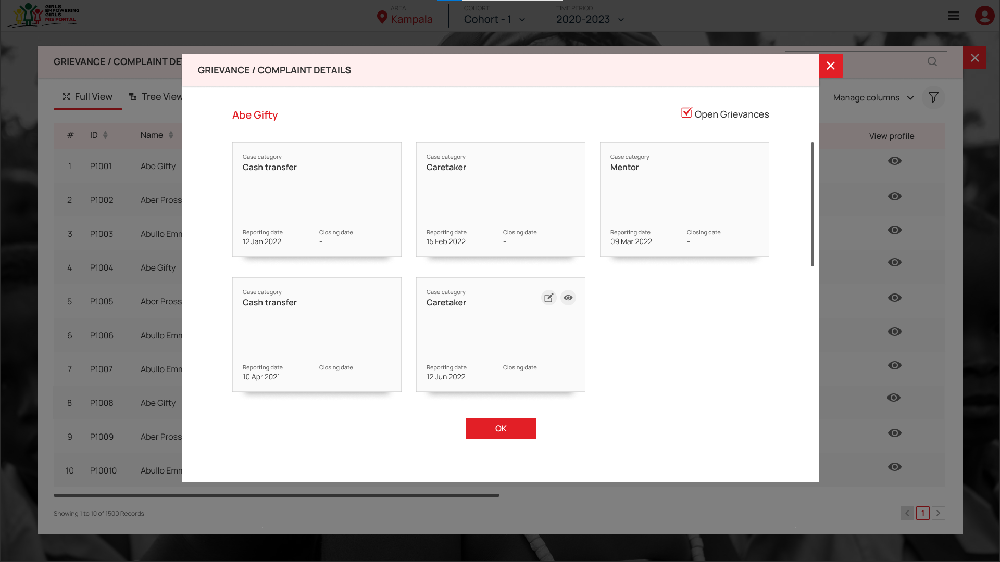 GIRLS
EMPOWERING
GIRLS
MIS PORTAL
AREA
Kampala
COHORT
Cohort - 1
TIME PERIOD
2020-2023
GRIEVANCE / COMPLAINT DE
GRIEVANCE / COMPLAINT DETAILS
Full View
Tree View
Manage columns
Abe Gifty
Open Grievances
# ID Name View profile
1 P1001 Abe Gifty
2 P1002 Aber Pross
3 P1003 Abullo Emm
4 P1004 Abe Gifty
5 P1005 Aber Pross
6 P1006 Abullo Emm
7 P1007 Abullo Emm
8 P1008 Abe Gifty
9 P1009 Aber Pross
10 P10010 Abullo Emm
Case category
Cash transfer
Reporting date Closing date
12 Jan 2022 -
Case category
Caretaker
Reporting date Closing date
15 Feb 2022 -
Case category
Mentor
Reporting date Closing date
09 Mar 2022 -
Case category
Cash transfer
Reporting date Closing date
10 Apr 2021 -
Case category
Caretaker
Reporting date Closing date
12 Jun 2022 -
OK
Showing 1 to 10 of 1500 Records
1